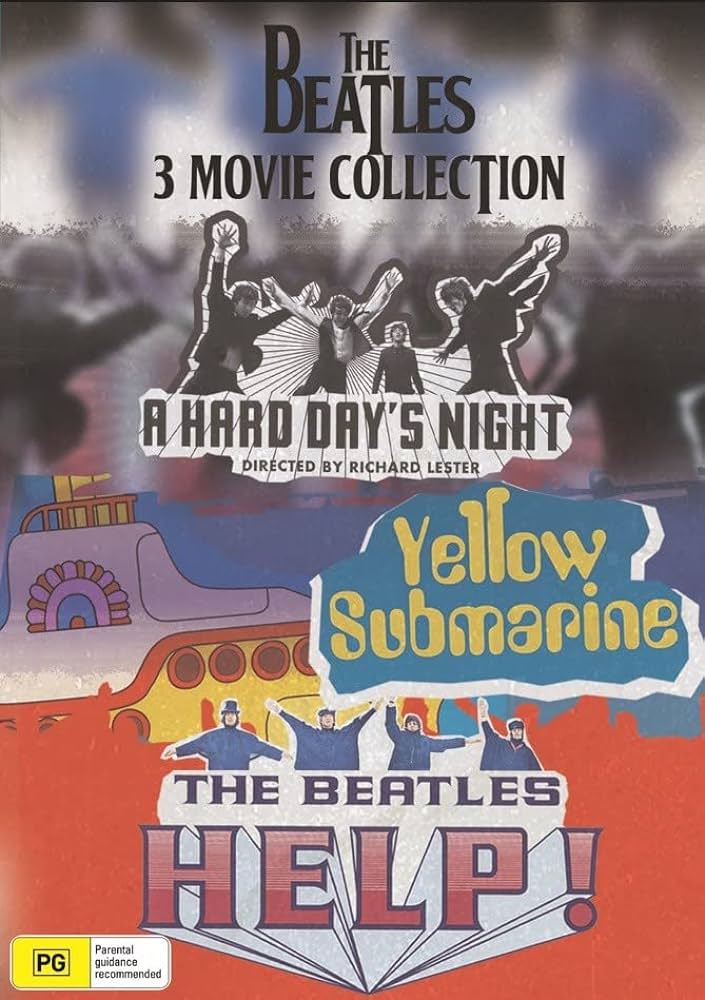 THE
BEATLES
3 MOVIE COLLECTION
A HARD DAY'S NIGHT
DIRECTED BY RICHARD LESTER
Yellow
Submarine
THE BEATLES
HELP!
PG
Parental
guidance
recommended